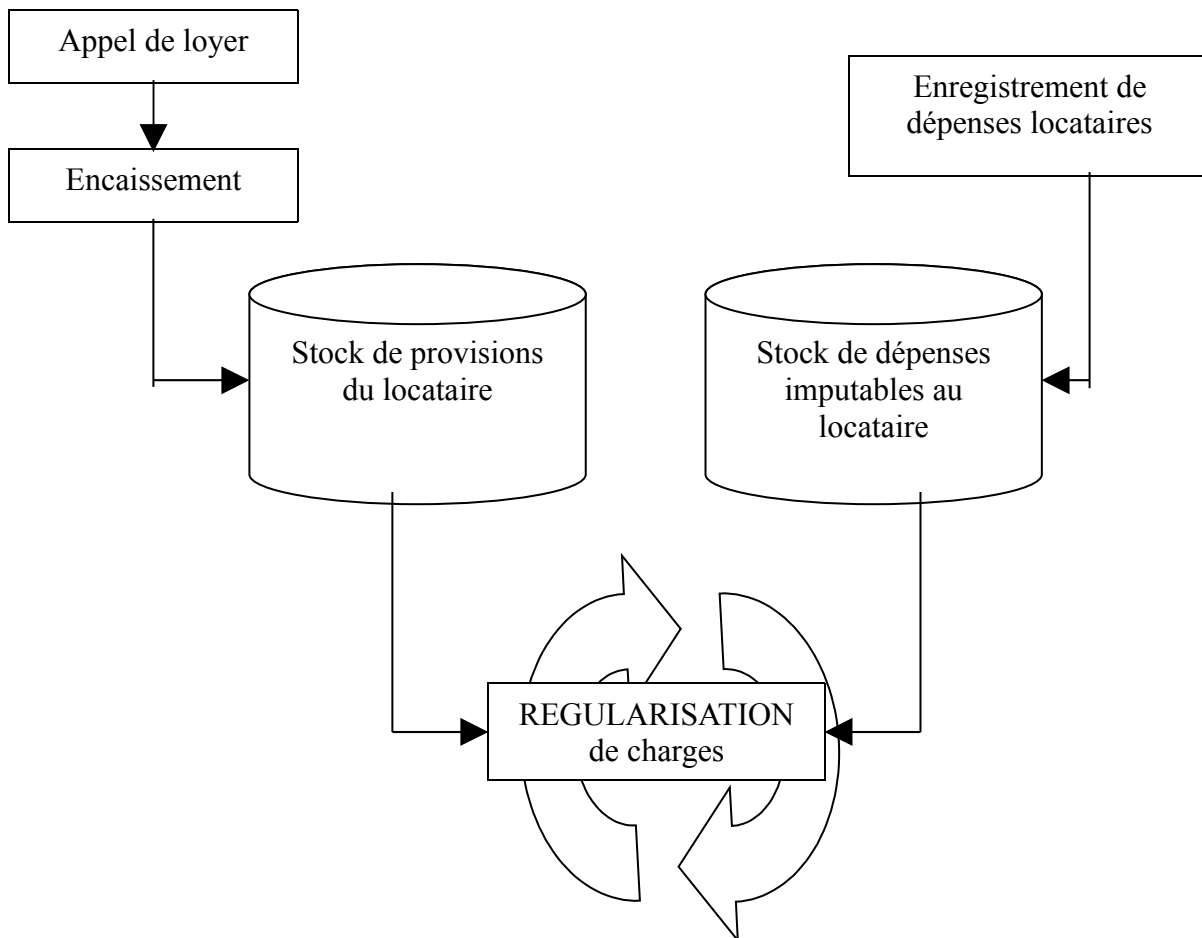 Appel de loyer
Enregistrement de
dépenses locataires
Encaissement
Stock de provisions
du locataire
Stock de dépenses
imputables au
locataire
REGULARISATION
de charges